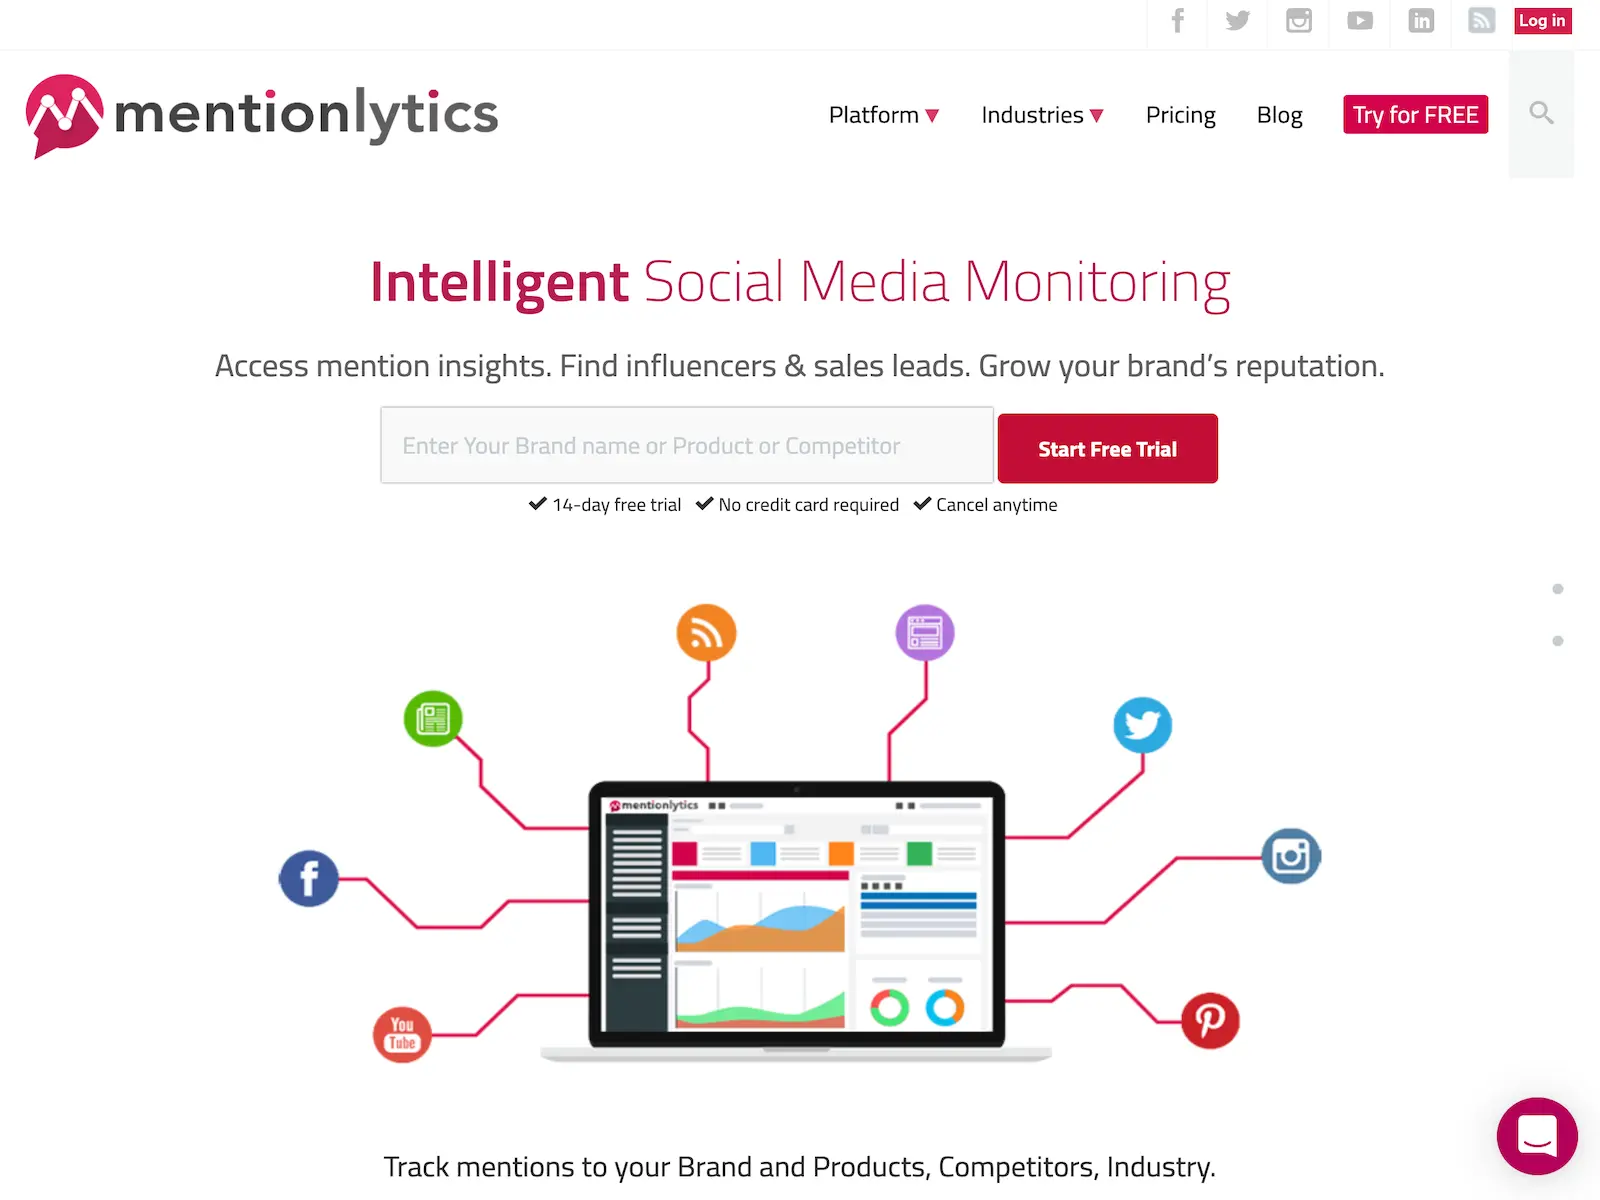 Log in
mentionlytics
Platform ▼ Industries ▼ Pricing Blog Try for FREE
Intelligent Social Media Monitoring
Access mention insights. Find influencers & sales leads. Grow your brand’s reputation.
Enter Your Brand name or Product or Competitor
Start Free Trial
✔ 14-day free trial ✔ No credit card required ✔ Cancel anytime
mentionlytics
You
Tube
Track mentions to your Brand and Products, Competitors, Industry.